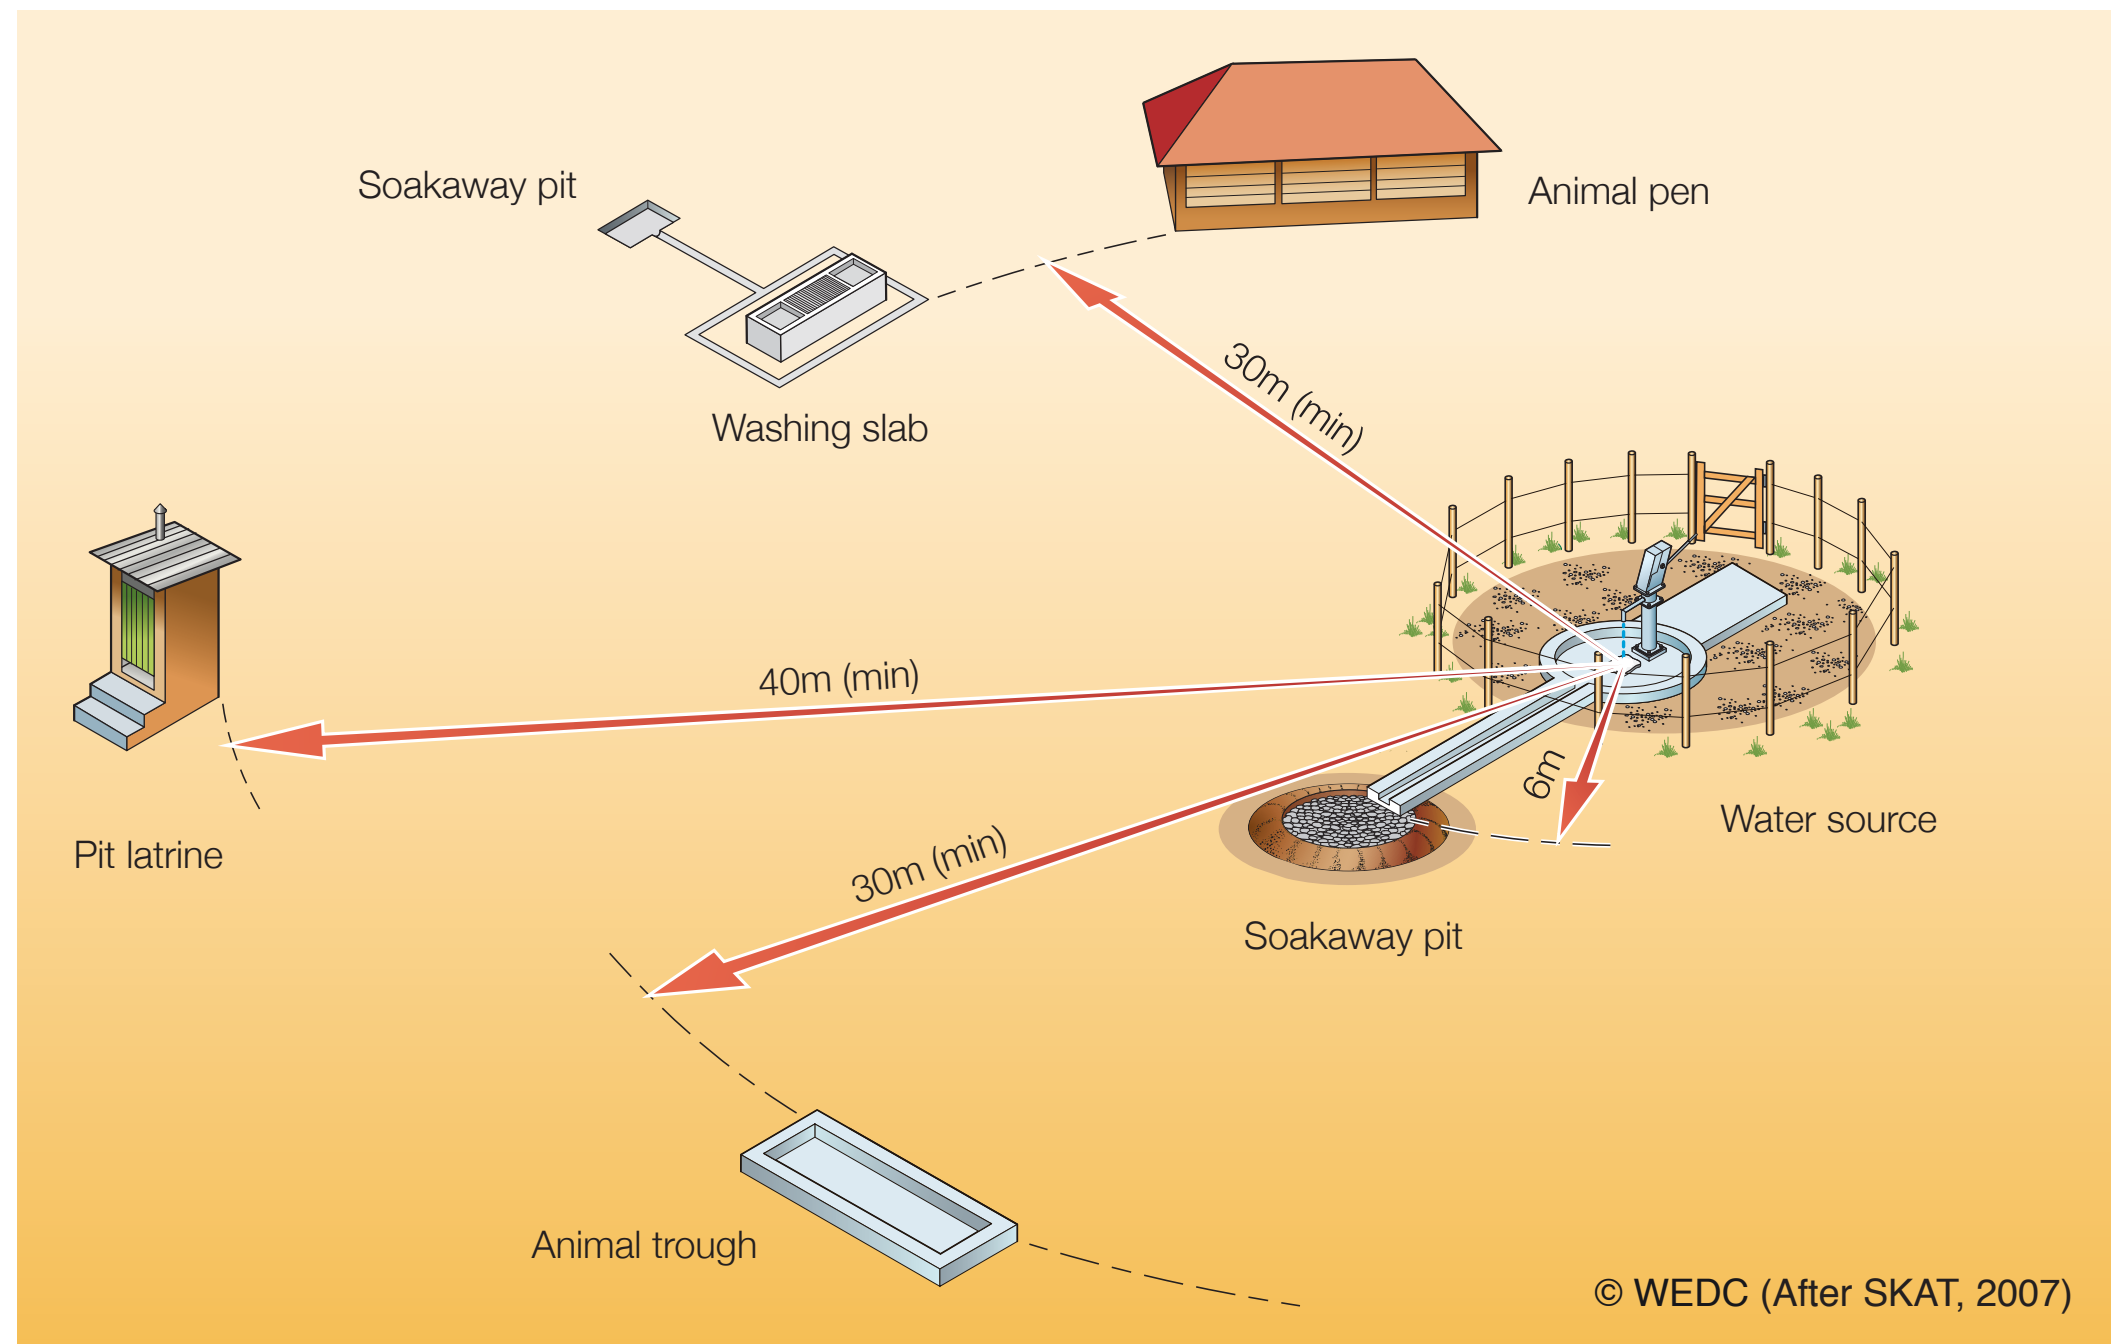 Soakaway pit
Animal pen
Washing slab
30m (min)
40m (min)
Pit latrine
30m (min)
6m
Water source
Soakaway pit
Animal trough
© WEDC (After SKAT, 2007)